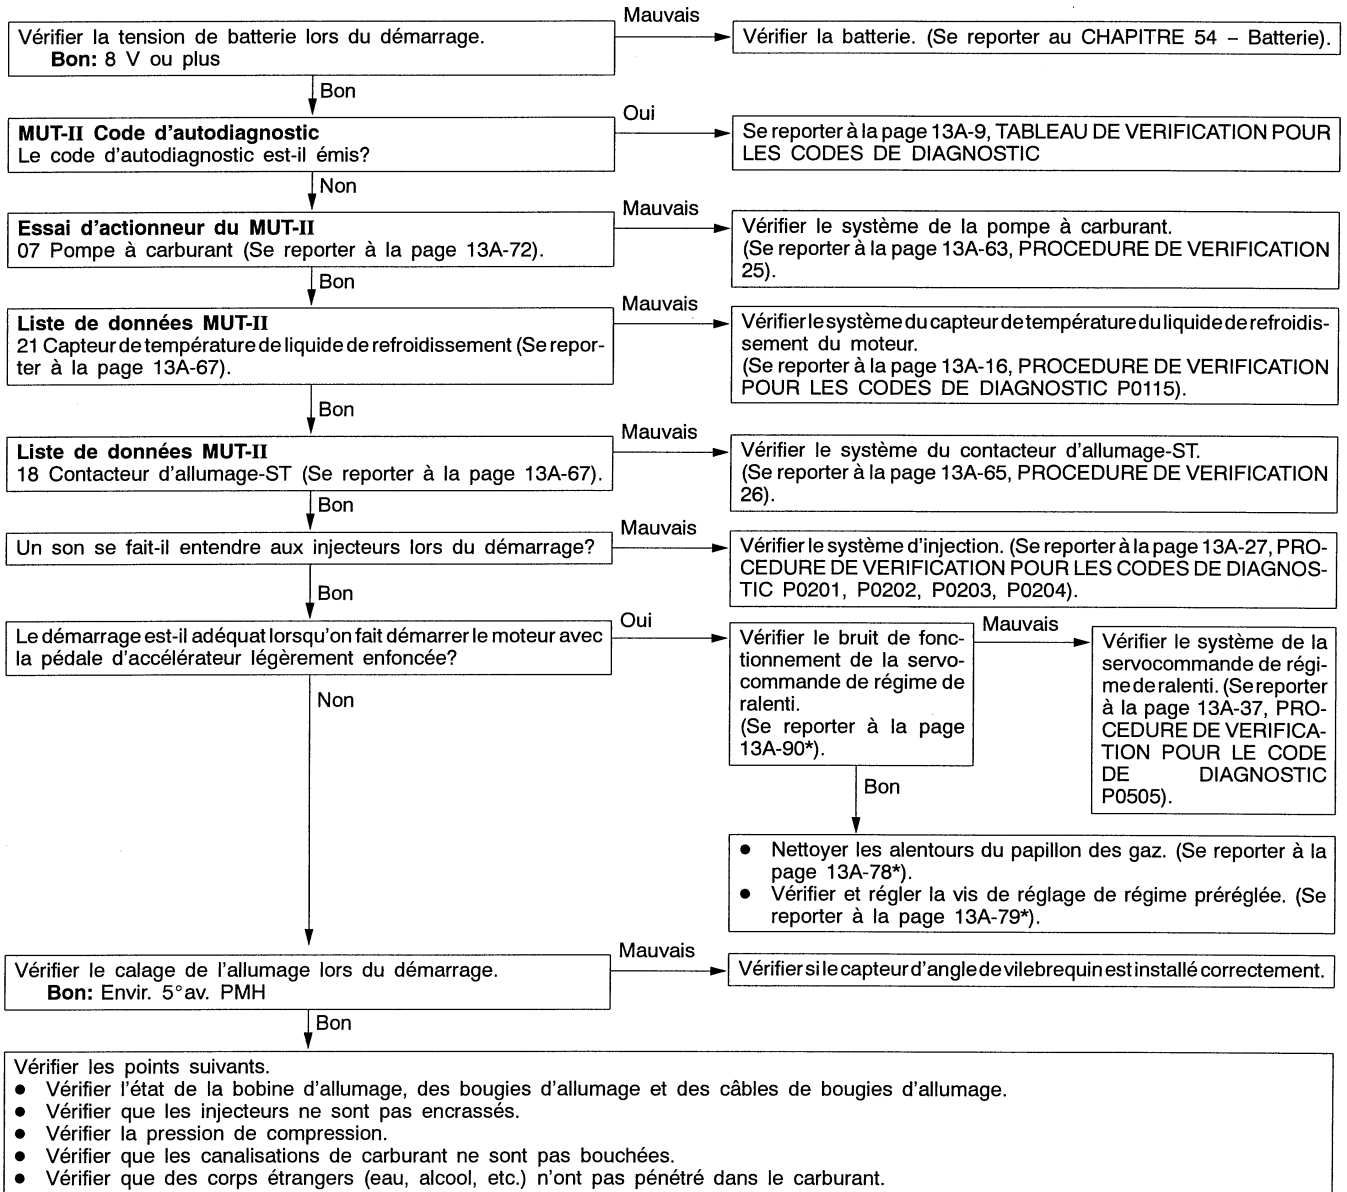 Vérifier la tension de batterie lors du démarrage.
Bon: 8 V ou plus
Mauvais
Vérifier la batterie. (Se reporter au CHAPITRE 54 – Batterie).
Bon
MUT-II Code d'autodiagnostic
Le code d'autodiagnostic est-il émis?
Oui
Se reporter à la page 13A-9, TABLEAU DE VERIFICATION POUR
LES CODES DE DIAGNOSTIC
Non
Essai d'actionneur du MUT-II
07 Pompe à carburant (Se reporter à la page 13A-72).
Mauvais
Vérifier le système de la pompe à carburant.
(Se reporter à la page 13A-63, PROCEDURE DE VERIFICATION
25).
Bon
Liste de données MUT-II
21 Capteur de température de liquide de refroidissement (Se repor-
ter à la page 13A-67).
Mauvais
Vérifier le système du capteur de température du liquide de refroidis-
sement du moteur.
(Se reporter à la page 13A-16, PROCEDURE DE VERIFICATION
POUR LES CODES DE DIAGNOSTIC P0115).
Bon
Liste de données MUT-II
18 Contacteur d'allumage-ST (Se reporter à la page 13A-67).
Mauvais
Vérifier le système du contacteur d'allumage-ST.
(Se reporter à la page 13A-65, PROCEDURE DE VERIFICATION
26).
Bon
Un son se fait-il entendre aux injecteurs lors du démarrage?
Mauvais
Vérifier le système d'injection. (Se reporter à la page 13A-27, PRO-
CEDURE DE VERIFICATION POUR LES CODES DE DIAGNOS-
TIC P0201, P0202, P0203, P0204).
Bon
Le démarrage est-il adéquat lorsqu'on fait démarrer le moteur avec
la pédale d'accélérateur légèrement enfoncée?
Oui
Vérifier le bruit de fonc-
tionnement de la servo-
commande de régime de
ralenti.
(Se reporter à la page
13A-90*).
Mauvais
Vérifier le système de la
servocommande de régi-
me de ralenti. (Se reporter
à la page 13A-37, PRO-
CEDURE DE VERIFICA-
TION POUR LE CODE
DE DIAGNOSTIC
P0505).
Non
Bon
● Nettoyer les alentours du papillon des gaz. (Se reporter à la
page 13A-78*).
● Vérifier et régler la vis de réglage de régime préréglée. (Se
reporter à la page 13A-79*).
Vérifier le calage de l'allumage lors du démarrage.
Bon: Envir. 5° av. PMH
Mauvais
Vérifier si le capteur d'angle de vilebrequin est installé correctement.
Bon
Vérifier les points suivants.
● Vérifier l'état de la bobine d'allumage, des bougies d'allumage et des câbles de bougies d'allumage.
● Vérifier que les injecteurs ne sont pas encrassés.
● Vérifier la pression de compression.
● Vérifier que les canalisations de carburant ne sont pas bouchées.
● Vérifier que des corps étrangers (eau, alcool, etc.) n'ont pas pénétré dans le carburant.